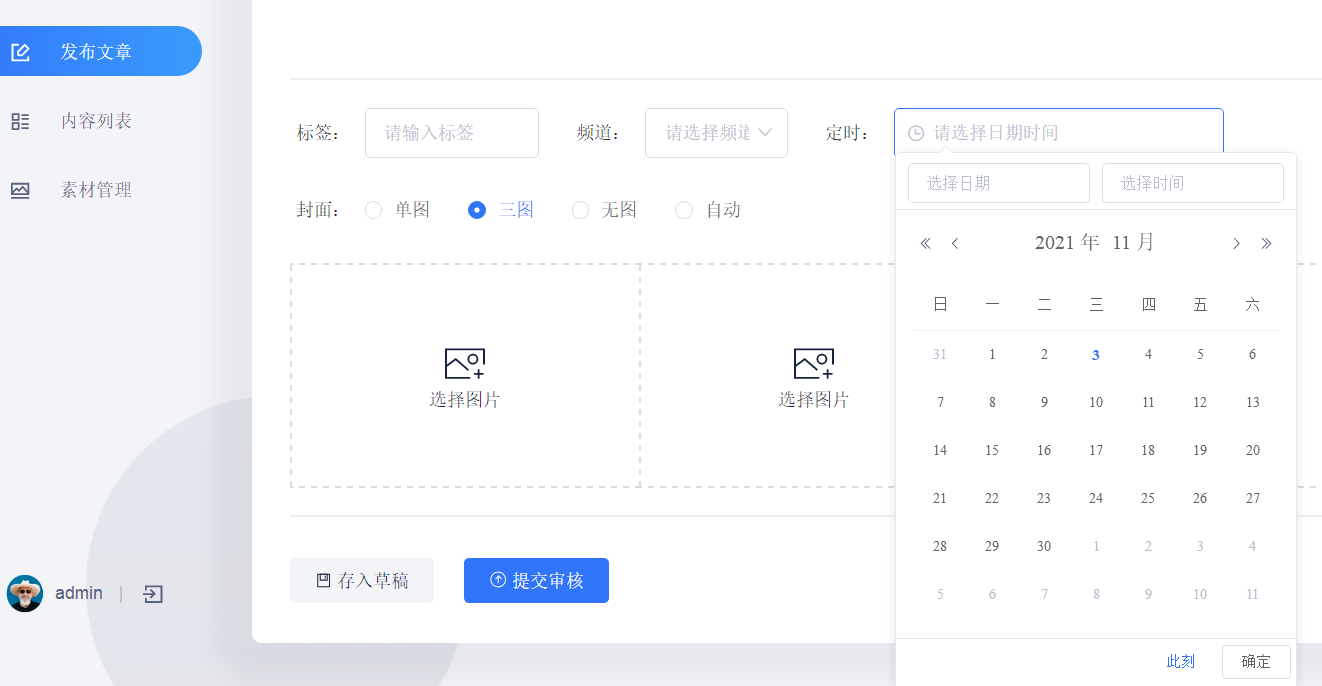 发布文章
内容列表
素材管理
admin
标签：
请输入标签
频道：
请选择频道
定时：
请选择日期时间
封面：
单图
三图
无图
自动
选择图片
选择图片
存入草稿
提交审核
选择日期
选择时间
2021 年 11 月
日 一 二 三 四 五 六
31 1 2 3 4 5 6
7 8 9 10 11 12 13
14 15 16 17 18 19 20
21 22 23 24 25 26 27
28 29 30 1 2 3 4
5 6 7 8 9 10 11
此刻
确定